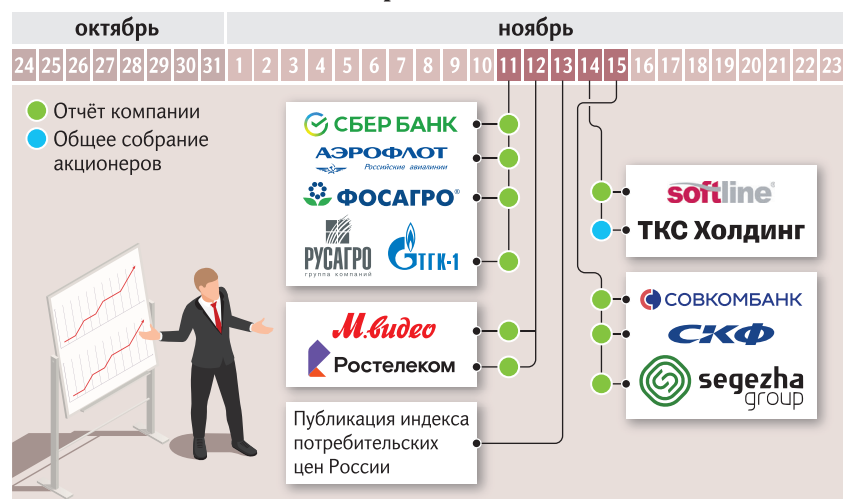 октябрь
ноябрь
24 25 26 27 28 29 30 31 1 2 3 4 5 6 7 8 9 10 11 12 13 14 15 16 17 18 19 20 21 22 23
Отчёт компании
Общее собрание
акционеров
СБЕР БАНК
АЭРОФЛОТ
Российские авиалинии
ФОСАГРО®
РУСАГРО
группа компаний
ТГК-1
М.видео
Ростелеком
Публикация индекса
потребительских
цен России
softline®
ТКС Холдинг
СОВКОМБАНК
СКФ
segezha
group